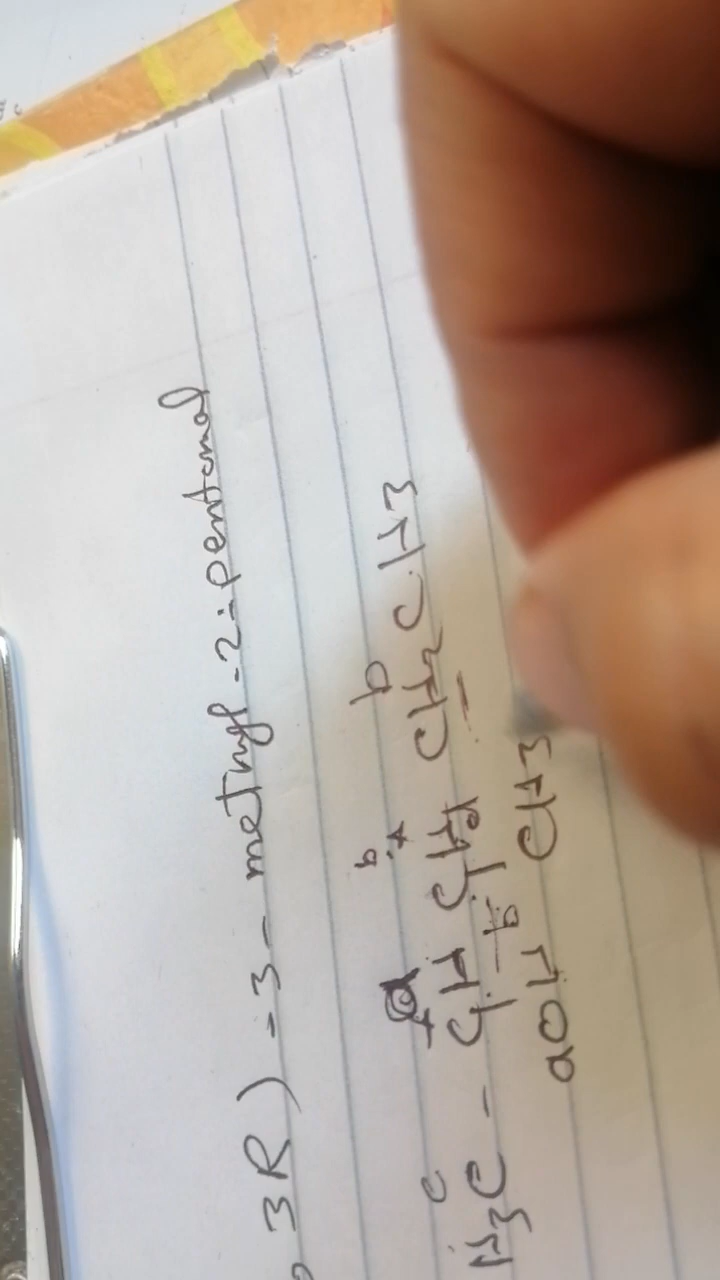 3R) - 3 - methyl - 2 - pentanol
c a * b * b
H3C - CH CH CH2 CH3
b
a OH CH3